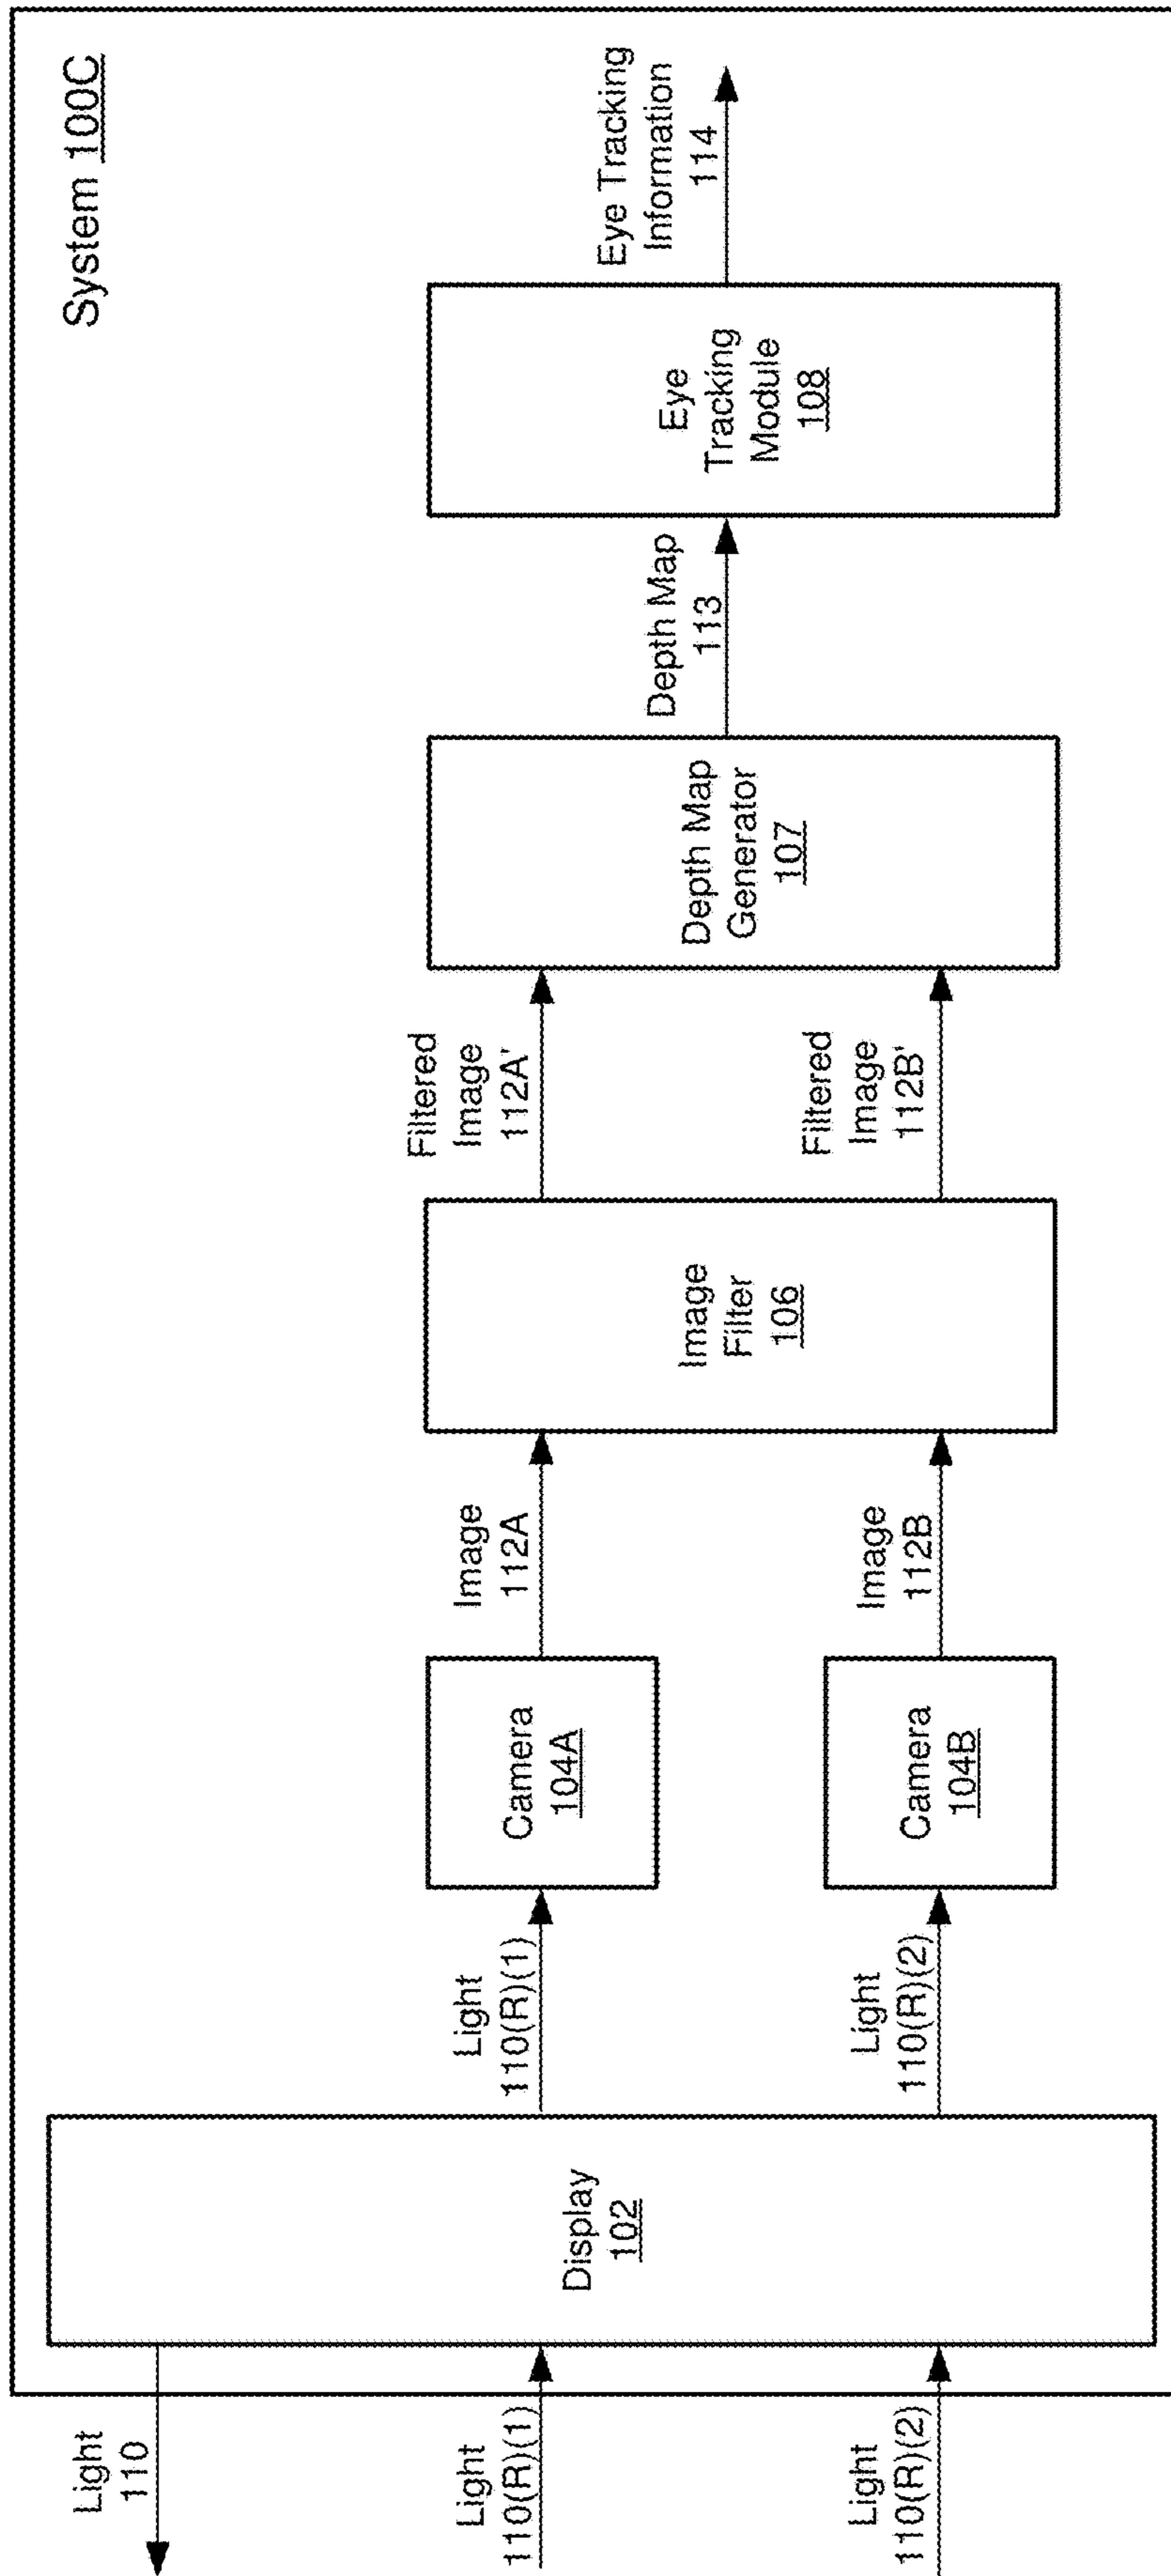 System 100C
Light
110
Light
110(R)(1)
Light
110(R)(2)
Display
102
Light
110(R)(1)
Light
110(R)(2)
Camera
104A
Camera
104B
Image
112A
Image
112B
Image
Filter
106
Filtered
Image
112A'
Filtered
Image
112B'
Depth Map
Generator
107
Depth Map
113
Eye
Tracking
Module
108
Eye Tracking
Information
114